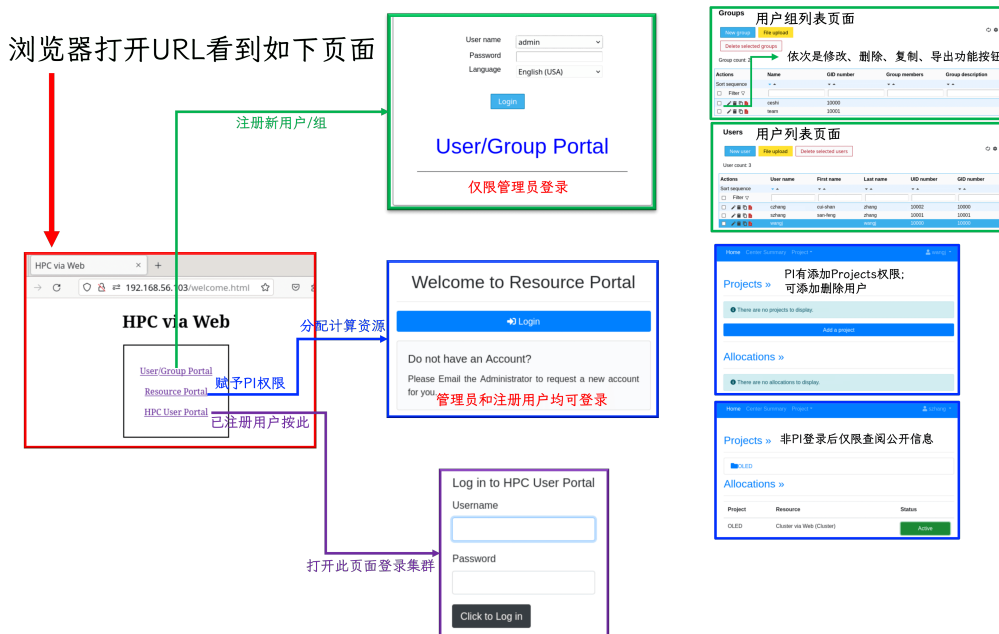 浏览器打开URL看到如下页面
HPC via Web
×
+
192.168.56.103/welcome.html
HPC via Web
User/Group Portal
Resource Portal
HPC User Portal
注册新用户/组
分配计算资源
赋予PI权限
已注册用户按此
打开此页面登录集群
User name
admin
Password
Language
English (USA)
Login
User/Group Portal
仅限管理员登录
Welcome to Resource Portal
Login
Do not have an Account?
Please Email the Administrator to request a new account
for you.
管理员和注册用户均可登录
Log in to HPC User Portal
Username
Password
Click to Log in
Groups
用户组列表页面
New group
File upload
Delete selected groups
依次是修改、删除、复制、导出功能按钮
Group count: 2
Actions Name GID number Group members Group description
Sort sequence
Filter
ceshi 10000
team 10001
Users
用户列表页面
New user
File upload
Delete selected users
User count: 3
Actions User name First name Last name UID number GID number
Sort sequence
Filter
czhang cui-shan zhang 10002 10000
szhang san-feng zhang 10001 10001
wangj wangj 10000 10000
Home Center Summary Project wangj
Projects »
PI有添加Projects权限;
可添加删除用户
There are no projects to display.
Add a project
Allocations »
There are no allocations to display.
Home Center Summary Project szhang
Projects »
非PI登录后仅限查阅公开信息
OLED
Allocations »
Project Resource Status
OLED Cluster via Web (Cluster) Active